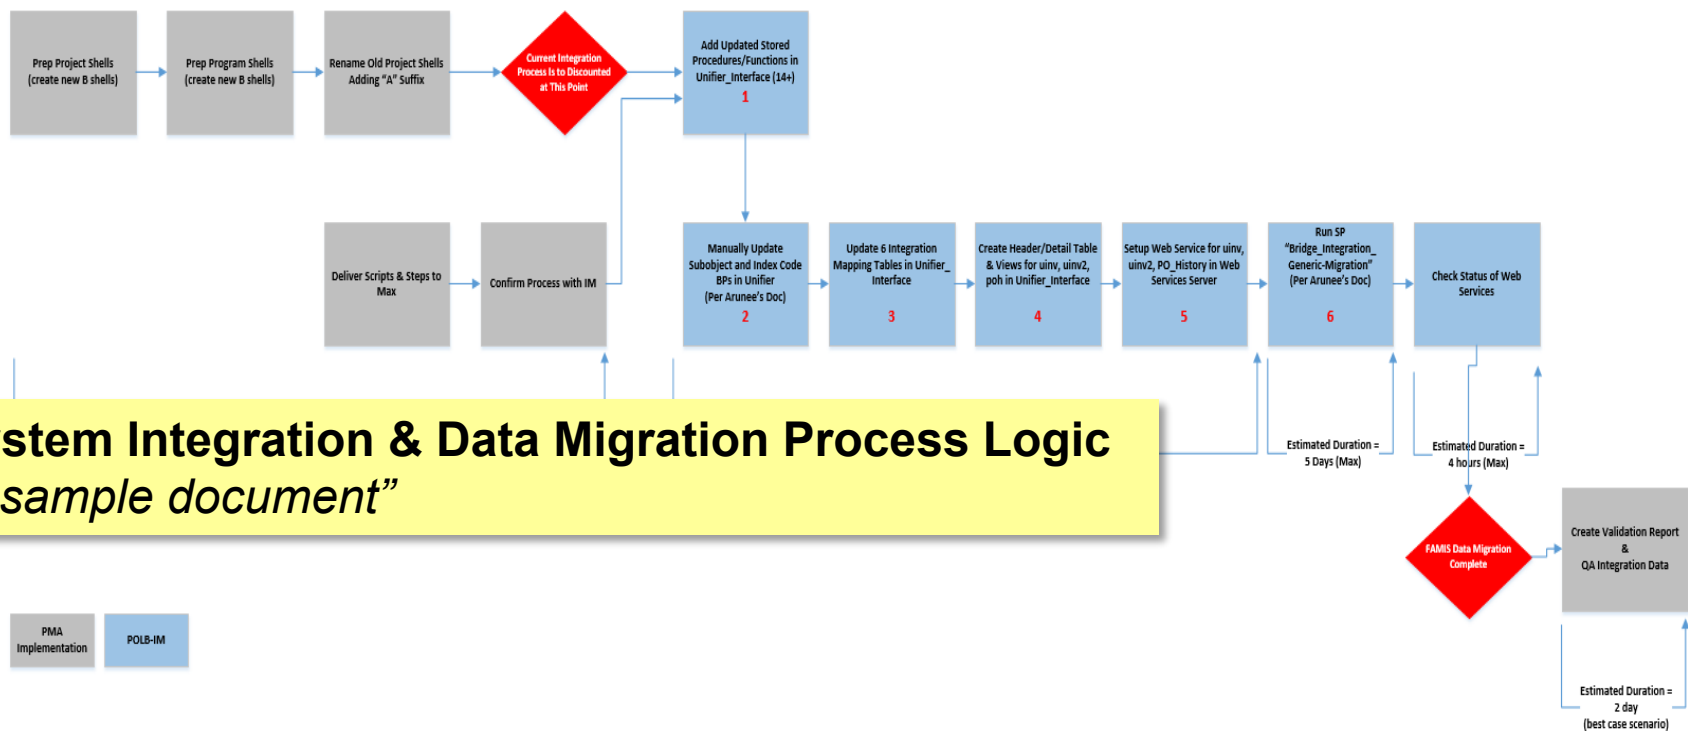 Prep Project Shells
(create new B shells)
Prep Program Shells
(create new B shells)
Rename Old Project Shells
Adding "A" Suffix
Current Integration
Process Is to Discounted
at This Point
Add Updated Stored
Procedures/Functions in
Unifier_Interface (14+)
1
Deliver Scripts & Steps to
Max
Confirm Process with IM
Manually Update
Subobject and Index Code
BPs in Unifier
(Per Arunee's Doc)
2
Update 6 Integration
Mapping Tables in Unifier_
Interface
3
Create Header/Detail Table
& Views for uinv, uinv2,
poh in Unifier_Interface
4
Setup Web Service for uinv,
uinv2, PO_History in Web
Services Server
5
Run SP
"Bridge_Integration_
Generic-Migration"
(Per Arunee's Doc)
6
Check Status of Web
Services
ystem Integration & Data Migration Process Logic
sample document"
Estimated Duration =
5 Days (Max)
Estimated Duration =
4 hours (Max)
FAMIS Data Migration
Complete
Create Validation Report
&
QA Integration Data
PMA
Implementation
POLB-IM
Estimated Duration =
2 day
(best case scenario)